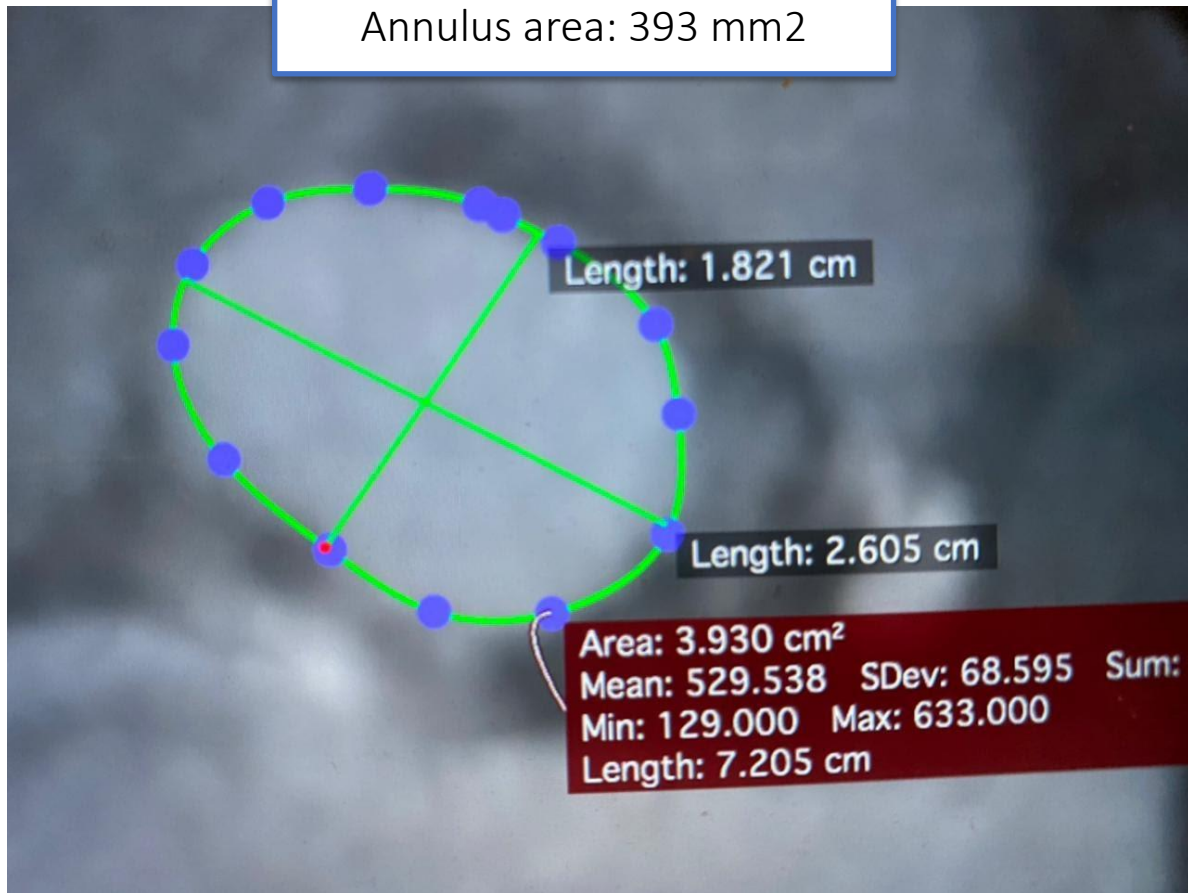 Annulus area: 393 mm2
Length: 1.821 cm
Length: 2.605 cm
Area: 3.930 cm²
Mean: 529.538 SDev: 68.595 Sum:
Min: 129.000 Max: 633.000
Length: 7.205 cm